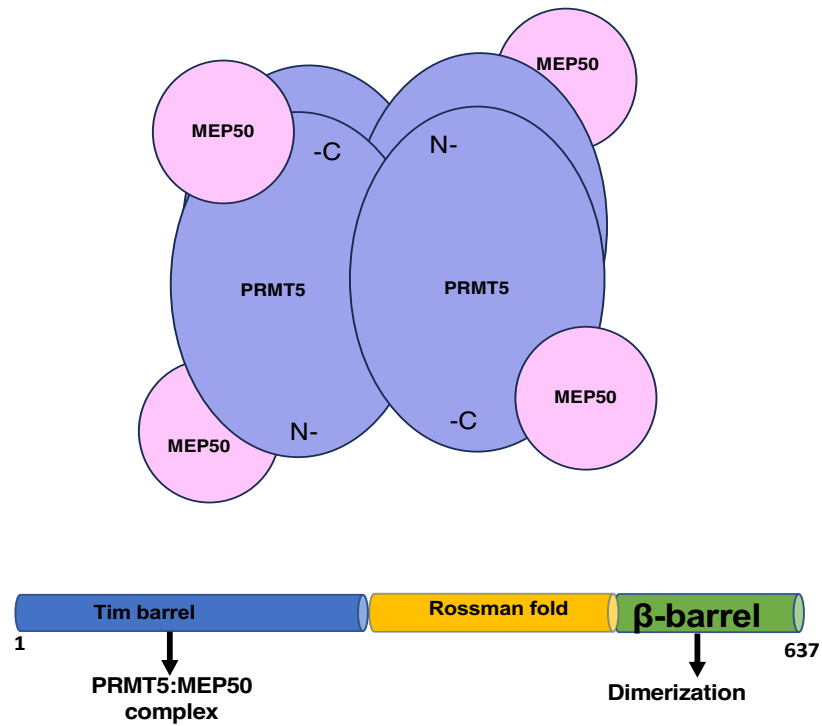 MEP50
MEP50
-C
N-
PRMT5
PRMT5
MEP50
MEP50
N-
-C
Tim barrel
Rossman fold
β-barrel
1
637
PRMT5:MEP50
complex
Dimerization